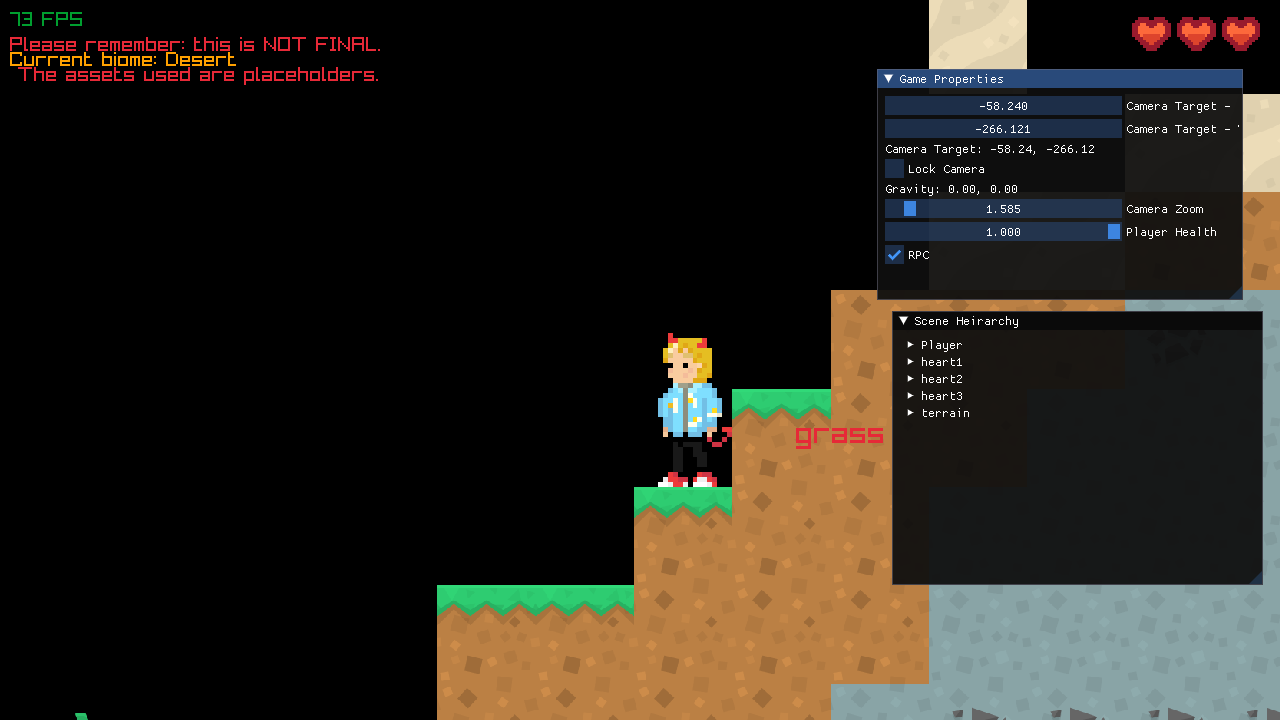 73 FPS
Please remember: this is NOT FINAL.
Current biome: Desert
The assets used are placeholders.
Game Properties
-58.240 Camera Target -
-266.121 Camera Target -
Camera Target: -58.24, -266.12
Lock Camera
Gravity: 0.00, 0.00
1.585 Camera Zoom
1.000 Player Health
RPC
Scene Heirarchy
Player
heart1
heart2
heart3
terrain
grass